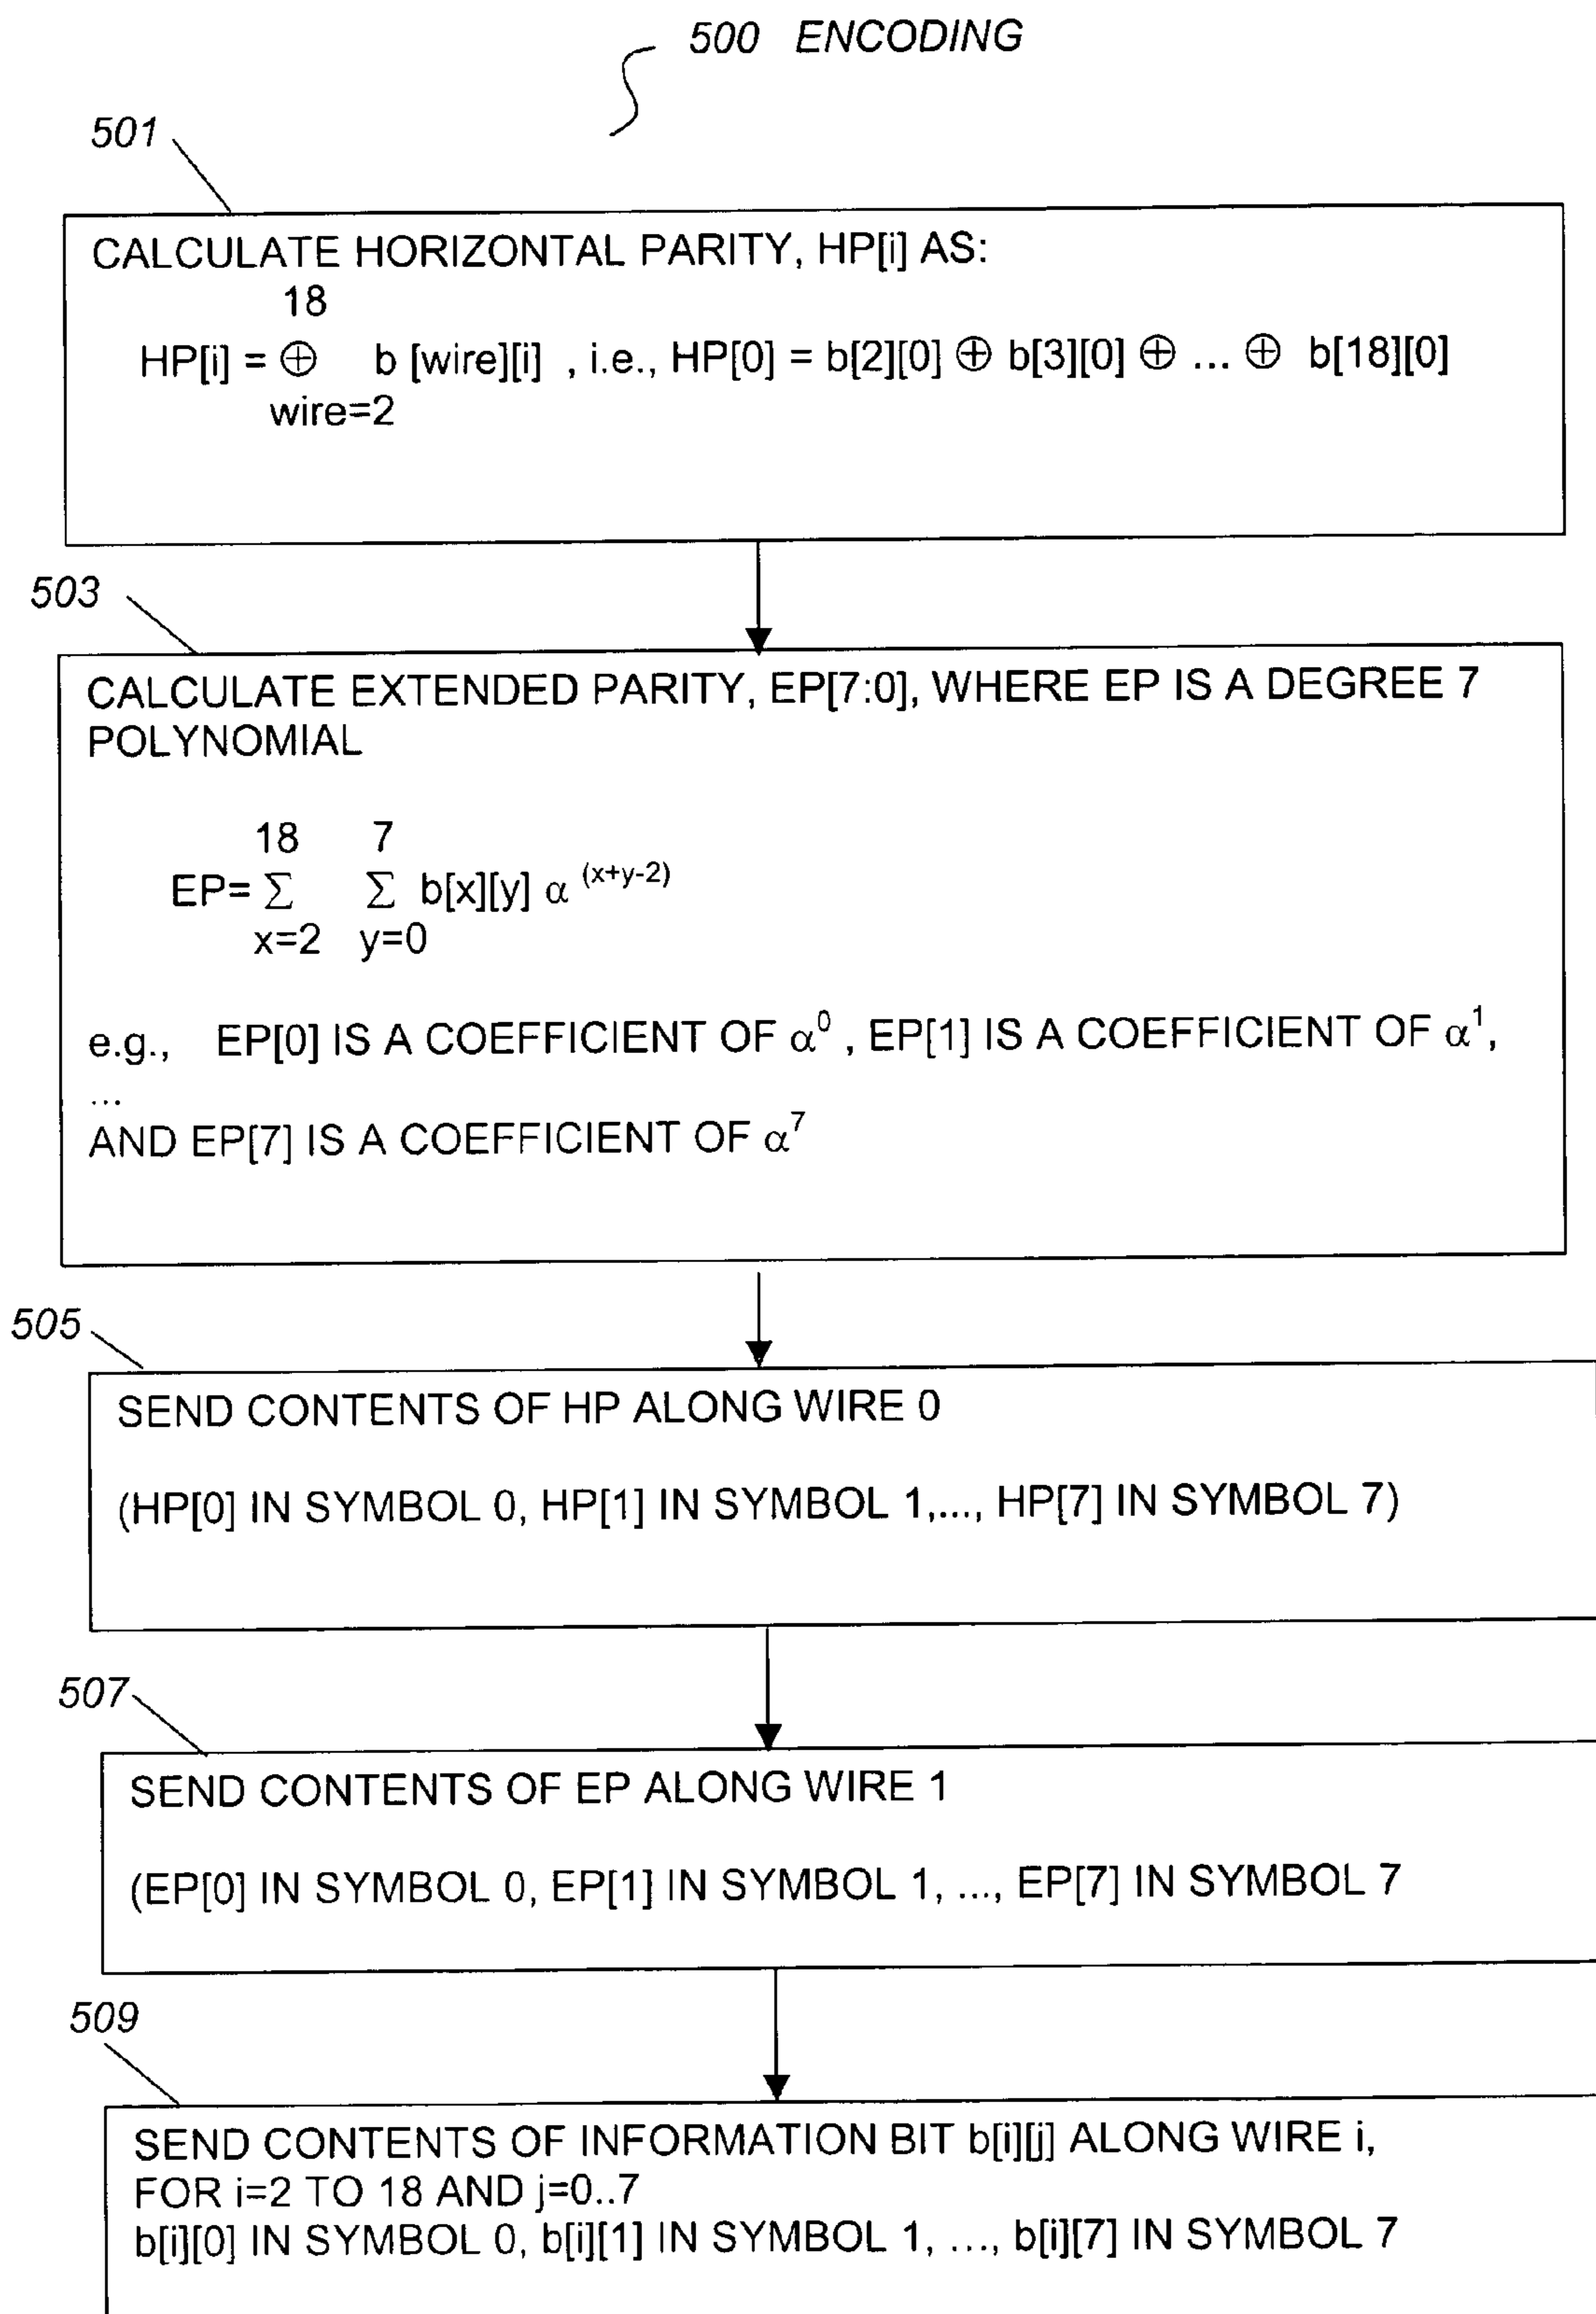 500 ENCODING
501
CALCULATE HORIZONTAL PARITY, HP[i] AS:
18
HP[i] = ⊕ b [wire][i] , i.e., HP[0] = b[2][0] ⊕ b[3][0] ⊕ ... ⊕ b[18][0]
wire=2
503
CALCULATE EXTENDED PARITY, EP[7:0], WHERE EP IS A DEGREE 7
POLYNOMIAL
18 7
EP= Σ Σ b[x][y] α (x+y-2)
x=2 y=0
e.g., EP[0] IS A COEFFICIENT OF α⁰ , EP[1] IS A COEFFICIENT OF α¹,
...
AND EP[7] IS A COEFFICIENT OF α⁷
505
SEND CONTENTS OF HP ALONG WIRE 0
(HP[0] IN SYMBOL 0, HP[1] IN SYMBOL 1,..., HP[7] IN SYMBOL 7)
507
SEND CONTENTS OF EP ALONG WIRE 1
(EP[0] IN SYMBOL 0, EP[1] IN SYMBOL 1, ..., EP[7] IN SYMBOL 7
509
SEND CONTENTS OF INFORMATION BIT b[i][j] ALONG WIRE i,
FOR i=2 TO 18 AND j=0..7
b[i][0] IN SYMBOL 0, b[i][1] IN SYMBOL 1, ..., b[i][7] IN SYMBOL 7